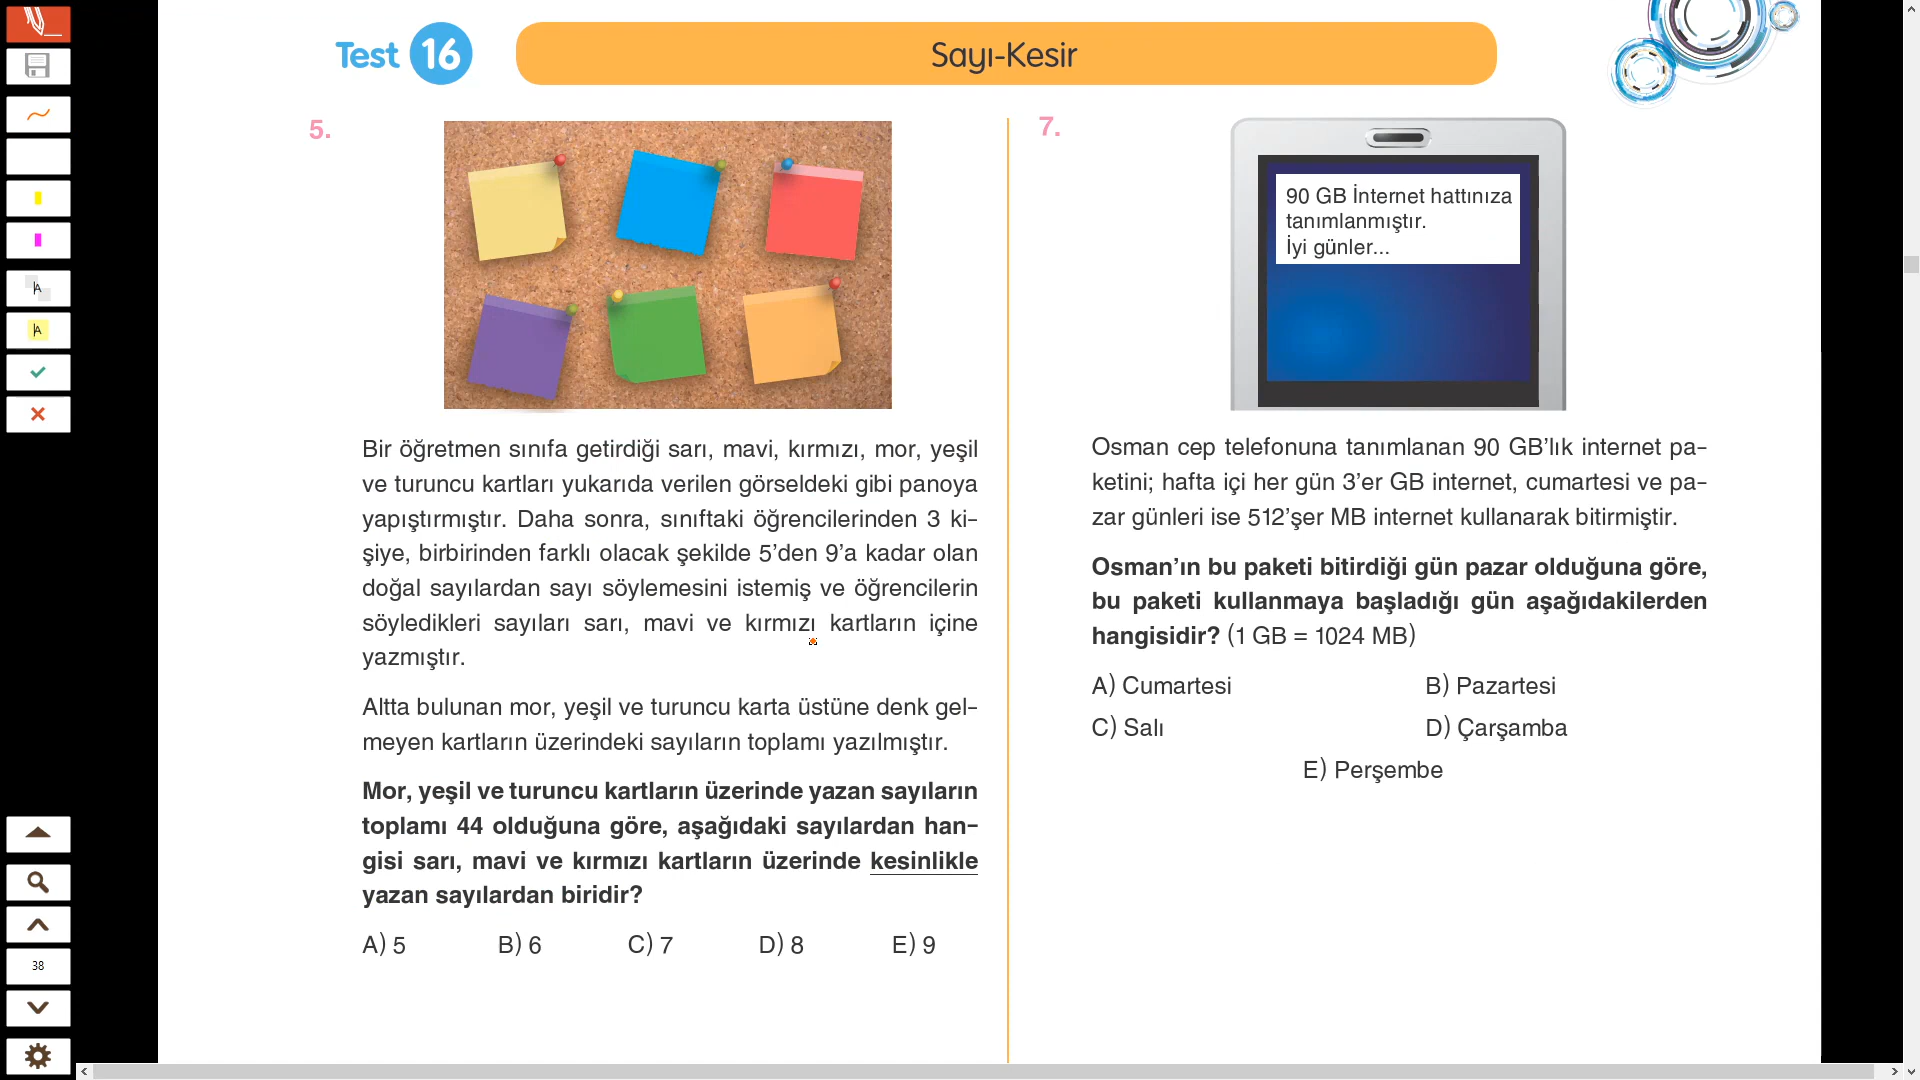 Test 16
Sayı-Kesir
5.
Bir öğretmen sınıfa getirdiği sarı, mavi, kırmızı, mor, yeşil
ve turuncu kartları yukarıda verilen görseldeki gibi panoya
yapıştırmıştır. Daha sonra, sınıftaki öğrencilerinden 3 ki-
şiye, birbirinden farklı olacak şekilde 5’den 9’a kadar olan
doğal sayılardan sayı söylemesini istemiş ve öğrencilerin
söyledikleri sayıları sarı, mavi ve kırmızı kartların içine
yazmıştır.
Altta bulunan mor, yeşil ve turuncu karta üstüne denk gel-
meyen kartların üzerindeki sayıların toplamı yazılmıştır.
Mor, yeşil ve turuncu kartların üzerinde yazan sayıların
toplamı 44 olduğuna göre, aşağıdaki sayılardan han-
gisi sarı, mavi ve kırmızı kartların üzerinde kesinlikle
yazan sayılardan biridir?
A) 5 B) 6 C) 7 D) 8 E) 9
7.
90 GB İnternet hattınıza
tanımlanmıştır.
İyi günler...
Osman cep telefonuna tanımlanan 90 GB’lık internet pa-
ketini; hafta içi her gün 3’er GB internet, cumartesi ve pa-
zar günleri ise 512’şer MB internet kullanarak bitirmiştir.
Osman’ın bu paketi bitirdiği gün pazar olduğuna göre,
bu paketi kullanmaya başladığı gün aşağıdakilerden
hangisidir? (1 GB = 1024 MB)
A) Cumartesi B) Pazartesi
C) Salı D) Çarşamba
E) Perşembe
A
A
38